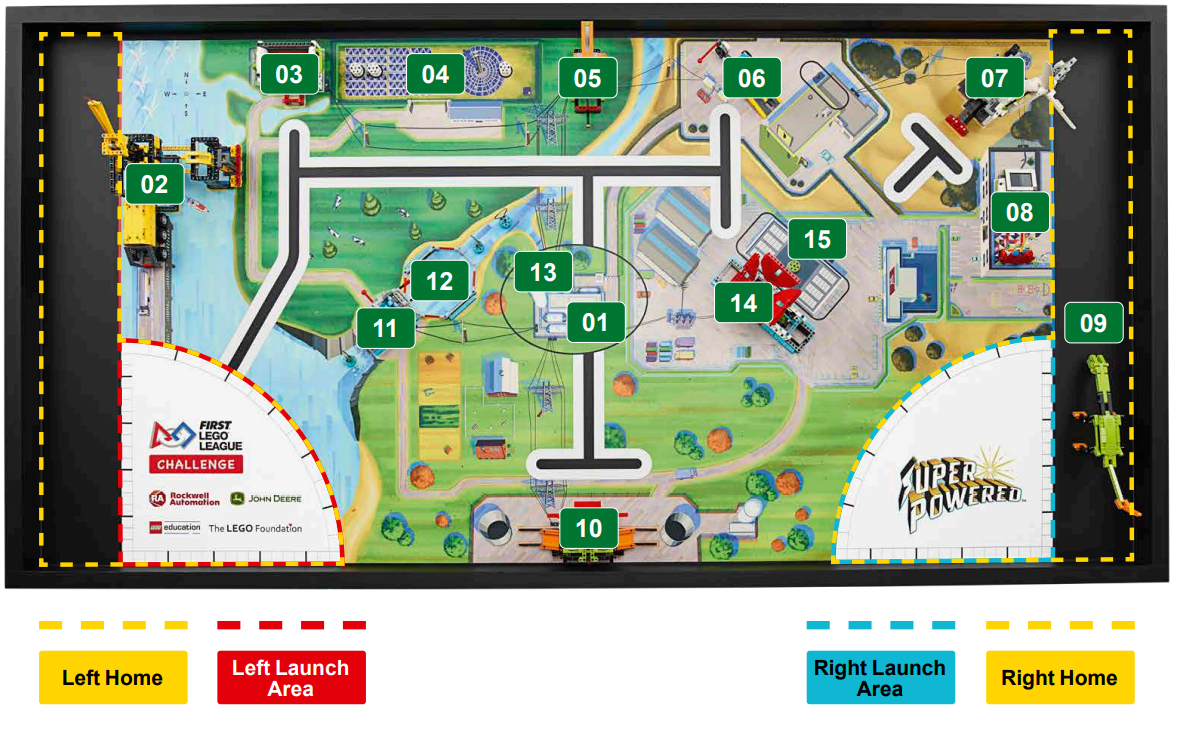 03
04
05
06
07
N
W
E
S
02
08
15
12
13
14
11
01
09
FIRST
LEGO
LEAGUE
CHALLENGE
RA
Rockwell
Automation
JOHN DEERE
LEGO education
The LEGO Foundation
SUPER
POWERED
10
Left Home
Left Launch
Area
Right Launch
Area
Right Home